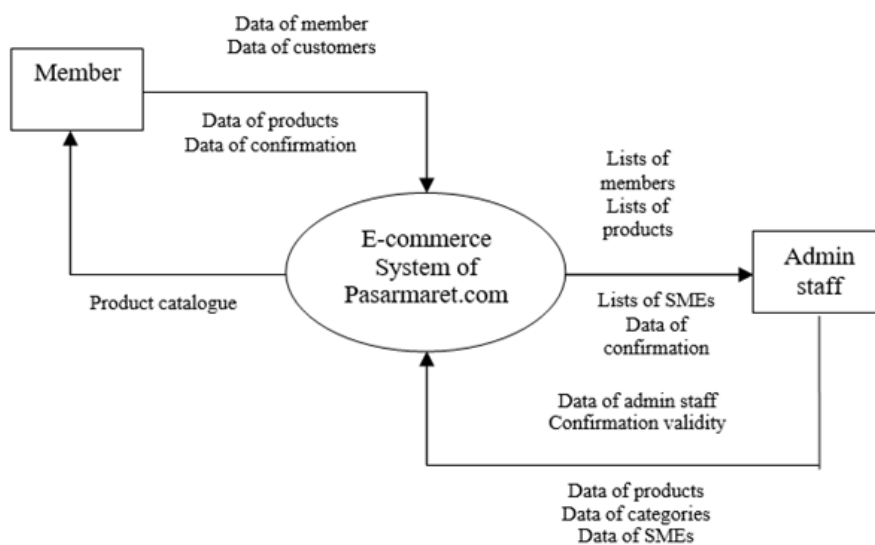 Data of member
Data of customers
Member
Data of products
Data of confirmation
Lists of
members
Lists of
products
E-commerce
System of
Pasarmaret.com
Admin
staff
Product catalogue
Lists of SMEs
Data of
confirmation
Data of admin staff
Confirmation validity
Data of products
Data of categories
Data of SMEs